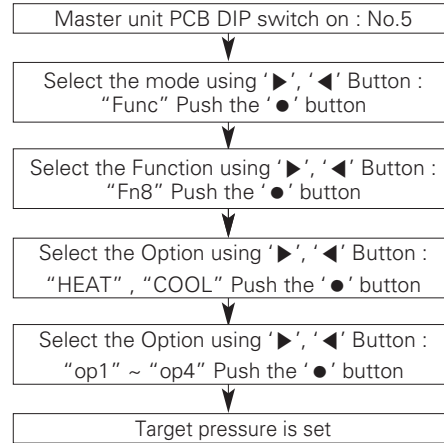 Master unit PCB DIP switch on : No.5
Select the mode using ‘▶’, ‘◀’ Button :
“Func” Push the ‘●’ button
Select the Function using ‘▶’, ‘◀’ Button :
“Fn8” Push the ‘●’ button
Select the Option using ‘▶’, ‘◀’ Button :
“HEAT” , “COOL” Push the ‘●’ button
Select the Option using ‘▶’, ‘◀’ Button :
“op1” ~ “op4” Push the ‘●’ button
Target pressure is set